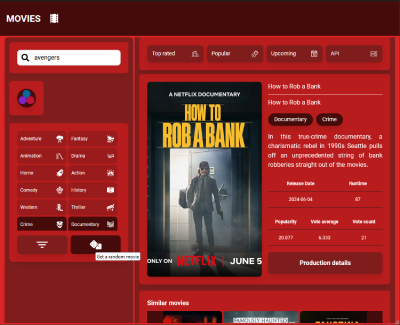 MOVIES
avengers
Adventure
Fantasy
Animation
Drama
Horror
Action
Comedy
History
Western
Thriller
Crime
Documentary
Get a random movie
Top rated
Popular
Upcoming
API
A NETFLIX DOCUMENTARY
HOW TO
ROB A BANK
ONLY ON NETFLIX | JUNE 5
How to Rob a Bank
How to Rob a Bank
Documentary
Crime
In this true-crime documentary, a
charismatic rebel in 1990s Seattle pulls
off an unprecedented string of bank
robberies straight out of the movies.
Release Date
Runtime
2024-06-04
87
Popularity
Vote average
Vote count
20.977
6.333
21
Production details
Similar movies
FAMOUSLY HAUNTED